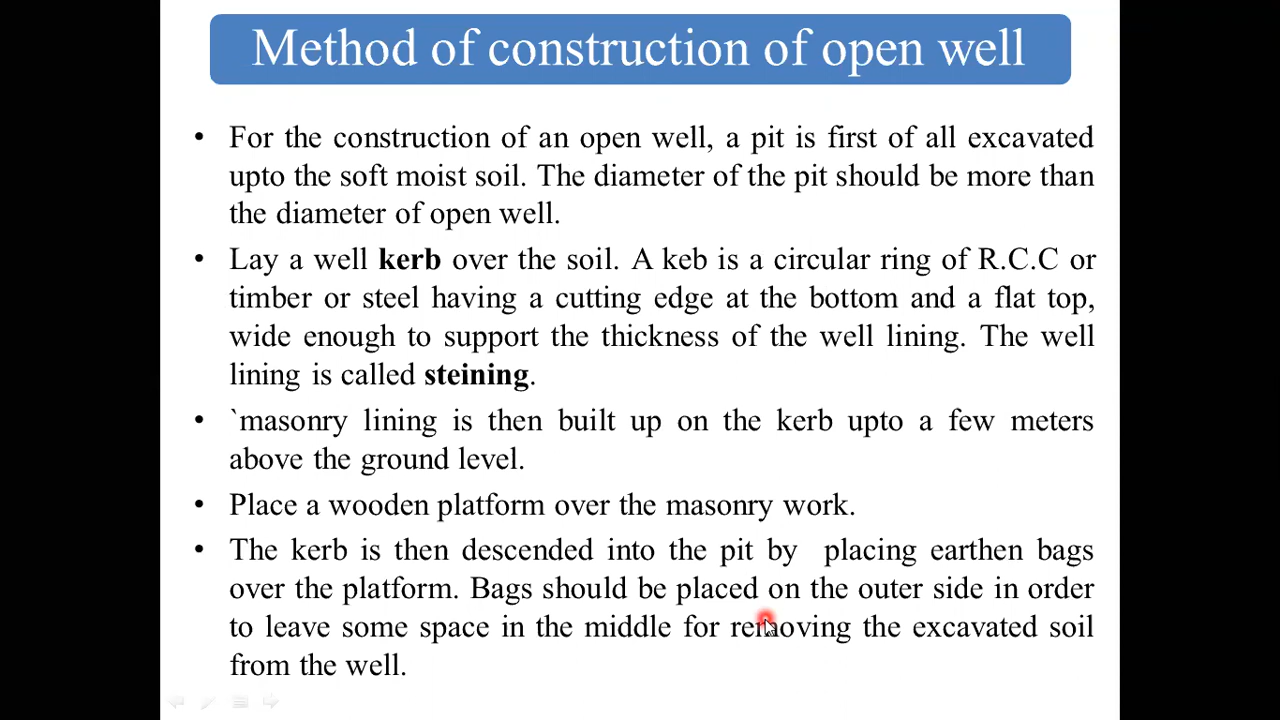 Method of construction of open well
• For the construction of an open well, a pit is first of all excavated
upto the soft moist soil. The diameter of the pit should be more than
the diameter of open well.
• Lay a well kerb over the soil. A keb is a circular ring of R.C.C or
timber or steel having a cutting edge at the bottom and a flat top,
wide enough to support the thickness of the well lining. The well
lining is called steining.
• `masonry lining is then built up on the kerb upto a few meters
above the ground level.
• Place a wooden platform over the masonry work.
• The kerb is then descended into the pit by placing earthen bags
over the platform. Bags should be placed on the outer side in order
to leave some space in the middle for removing the excavated soil
from the well.